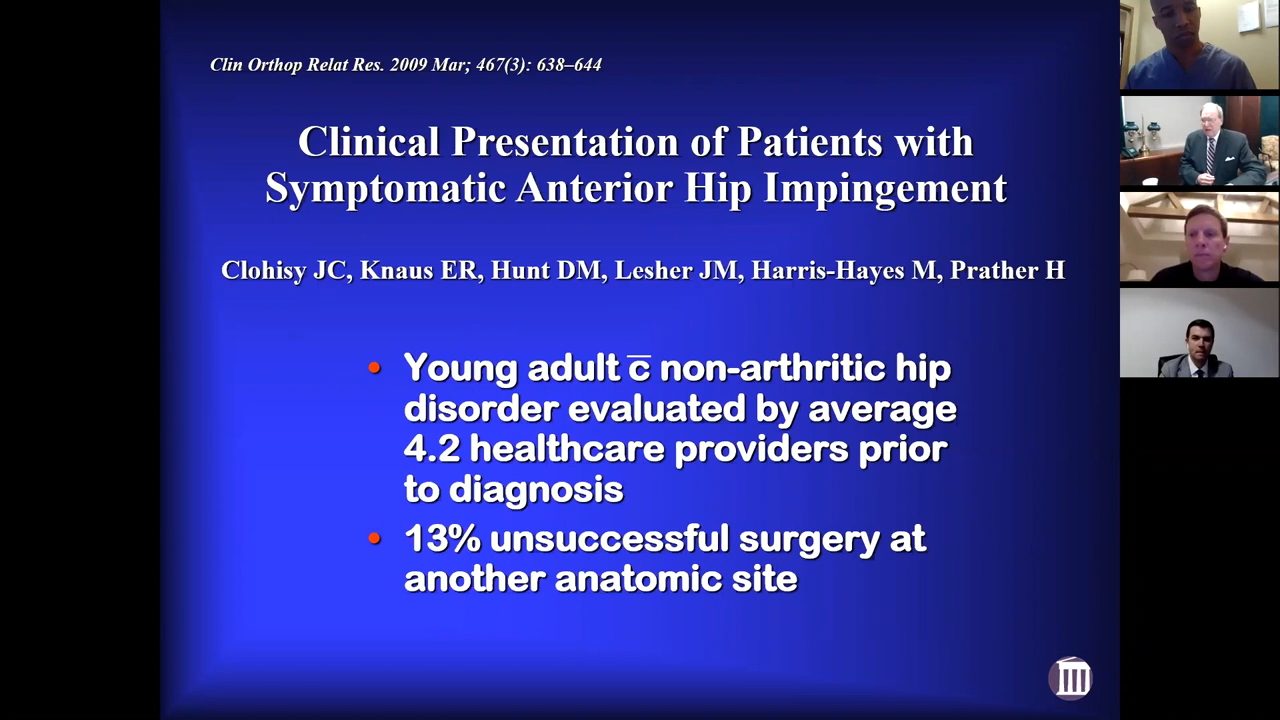 Clin Orthop Relat Res. 2009 Mar; 467(3): 638–644
Clinical Presentation of Patients with
Symptomatic Anterior Hip Impingement
Clohisy JC, Knaus ER, Hunt DM, Lesher JM, Harris-Hayes M, Prather H
• Young adult c̅ non-arthritic hip
disorder evaluated by average
4.2 healthcare providers prior
to diagnosis
• 13% unsuccessful surgery at
another anatomic site